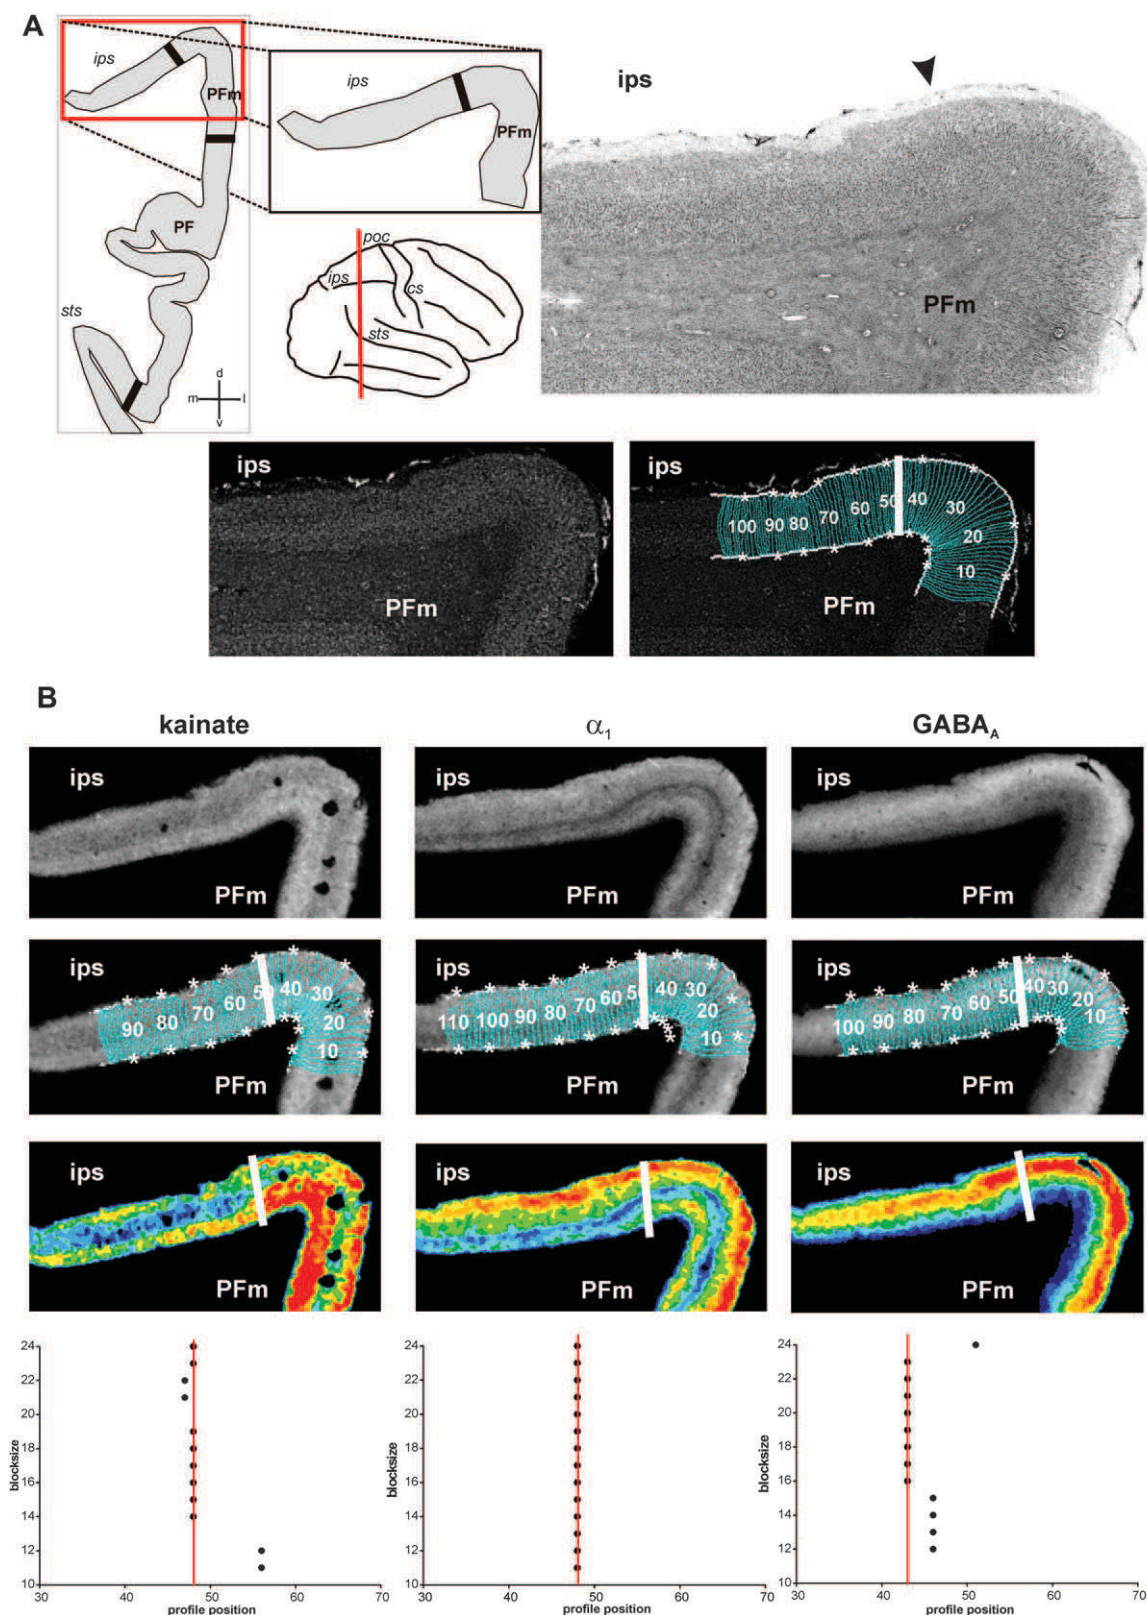 A
ips
PFm
PF
sts
d
m l
v
ips
PFm
poc
ips
cs
sts
ips
PFm
ips
PFm
ips
100 90 80 70 60 50 40 30 20 10
PFm
B
kainate α₁ GABA_A
ips ips ips
PFm PFm PFm
ips ips ips
90 80 70 60 50 40 30 20 10
110 100 90 80 70 60 50 40 30 20 10
100 90 80 70 60 50 40 30 20 10
PFm PFm PFm
ips ips ips
PFm PFm PFm
24
22
20
18
16
14
12
10
blocksize
30 40 50 60 70
profile position
24
22
20
18
16
14
12
10
blocksize
30 40 50 60 70
profile position
24
22
20
18
16
14
12
10
blocksize
30 40 50 60 70
profile position